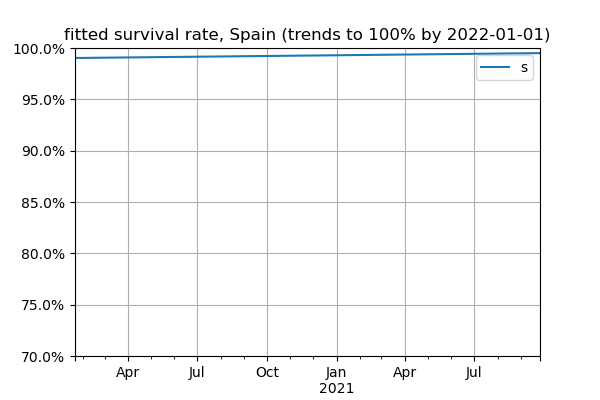 fitted survival rate, Spain (trends to 100% by 2022-01-01)
100.0%
s
95.0%
90.0%
85.0%
80.0%
75.0%
70.0%
Apr Jul Oct Jan Apr Jul
2021